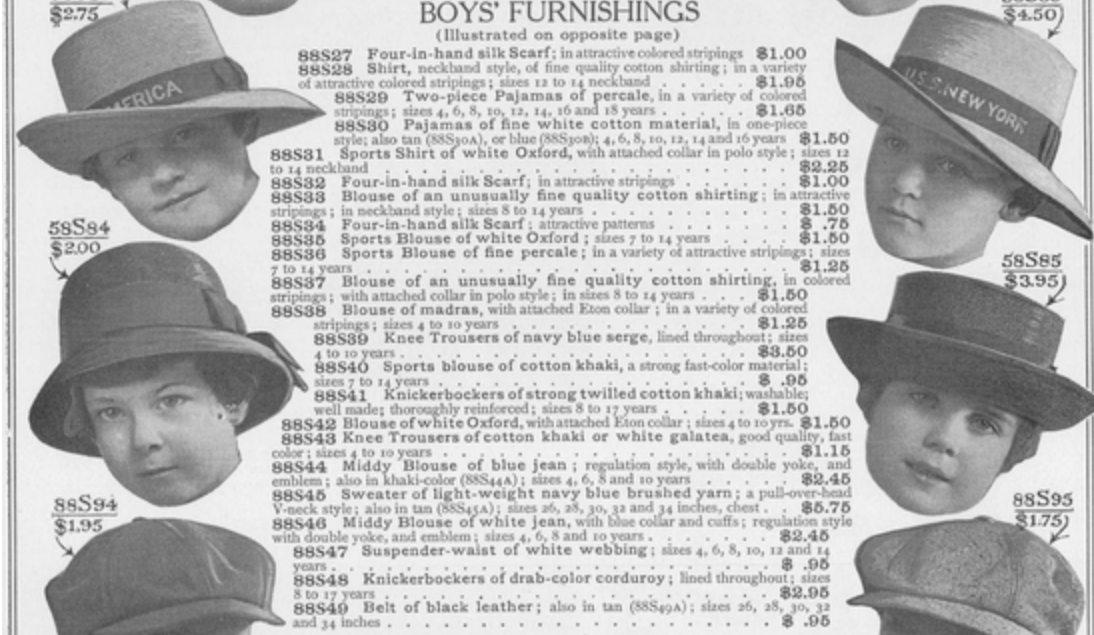 $2.75
$4.50
BOYS' FURNISHINGS
(Illustrated on opposite page)
88S27 Four-in-hand silk Scarf; in attractive colored stripings $1.00
88S28 Shirt, neckband style, of fine quality cotton shirting; in a variety
of attractive colored stripings; sizes 12 to 14 neckband . . . . . $1.95
88S29 Two-piece Pajamas of percale, in a variety of colored
stripings; sizes 4, 6, 8, 10, 12, 14, 16 and 18 years . . . . . $1.65
88S30 Pajamas of fine white cotton material, in one-piece
style; also tan (88S30A), or blue (88S30B); 4, 6, 8, 10, 12, 14 and 16 years $1.50
88S31 Sports Shirt of white Oxford, with attached collar in polo style; sizes 12
to 14 neckband . . . . . $2.25
88S32 Four-in-hand silk Scarf; in attractive stripings . . . . . $1.00
88S33 Blouse of an unusually fine quality cotton shirting; in attractive
stripings; in neckband style; sizes 8 to 14 years . . . . . $1.50
88S34 Four-in-hand silk Scarf; attractive patterns . . . . . $ .75
88S35 Sports Blouse of white Oxford; sizes 7 to 14 years . . . . . $1.50
88S36 Sports Blouse of fine percale; in a variety of attractive stripings; sizes
7 to 14 years . . . . . $1.25
88S37 Blouse of an unusually fine quality cotton shirting, in colored
stripings; with attached collar in polo style; in sizes 8 to 14 years . . . $1.50
88S38 Blouse of madras, with attached Eton collar; in a variety of colored
stripings; sizes 4 to 10 years . . . . . $1.25
88S39 Knee Trousers of navy blue serge, lined throughout; sizes
4 to 10 years . . . . . $3.50
88S40 Sports blouse of cotton khaki, a strong fast-color material;
sizes 7 to 14 years . . . . . $ .95
88S41 Knickerbockers of strong twilled cotton khaki; washable;
well made; thoroughly reinforced; sizes 8 to 17 years . . . . . $1.50
88S42 Blouse of white Oxford, with attached Eton collar; sizes 4 to 10 yrs. $1.50
88S43 Knee Trousers of cotton khaki or white galatea, good quality, fast
color; sizes 4 to 10 years . . . . . $1.15
88S44 Middy Blouse of blue jean; regulation style, with double yoke, and
emblem; also in khaki-color (88S44A); sizes 4, 6, 8 and 10 years . . . . $2.45
88S45 Sweater of light-weight navy blue brushed yarn; a pull-over-head
V-neck style; also in tan (88S45A); sizes 26, 28, 30, 32 and 34 inches, chest . . $5.75
88S46 Middy Blouse of white jean, with blue collar and cuffs; regulation style
with double yoke, and emblem; sizes 4, 6, 8 and 10 years . . . . . $2.45
88S47 Suspender-waist of white webbing; sizes 4, 6, 8, 10, 12 and 14
years . . . . . $ .95
88S48 Knickerbockers of drab-color corduroy; lined throughout; sizes
8 to 17 years . . . . . $2.95
88S49 Belt of black leather; also in tan (88S49A); sizes 26, 28, 30, 32
and 34 inches . . . . . $ .95
MERICA
U.S.S. NEW YORK
58S84
$2.00
58S85
$3.95
88S94
$1.95
88S95
$1.75